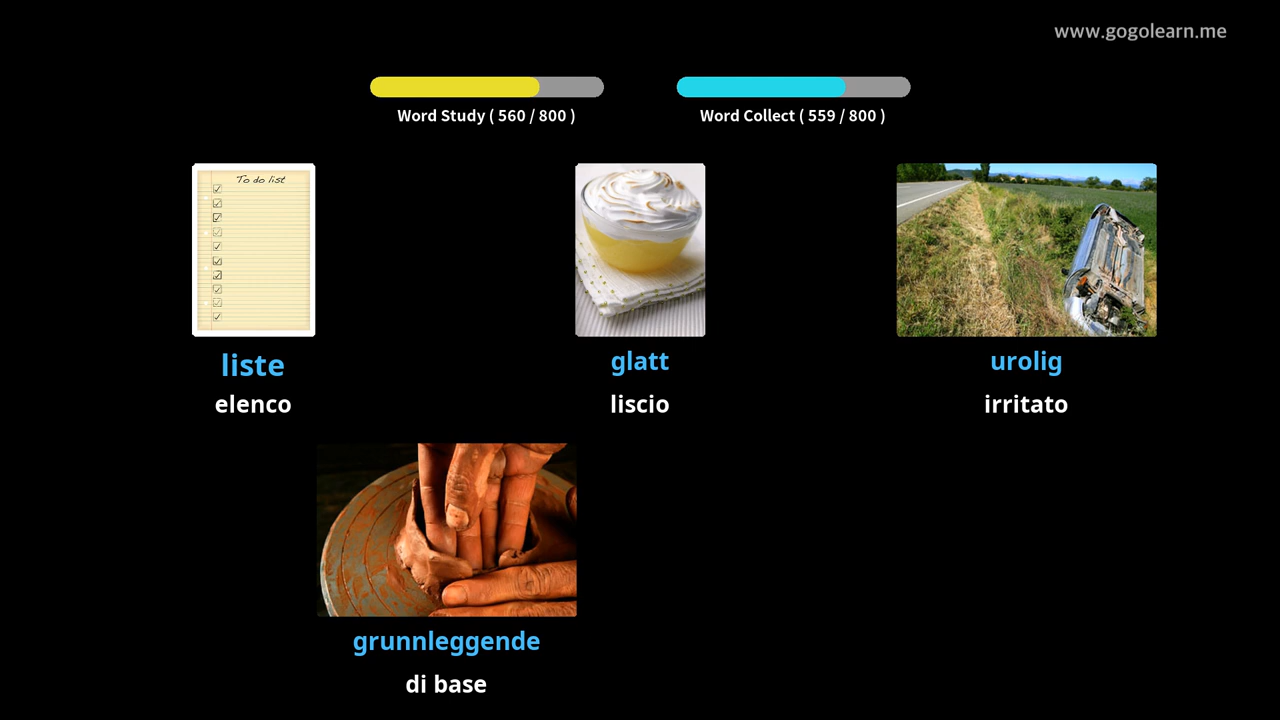 www.gogolearn.me
Word Study ( 560 / 800 )
Word Collect ( 559 / 800 )
To do list
liste
glatt
urolig
elenco
liscio
irritato
grunnleggende
di base